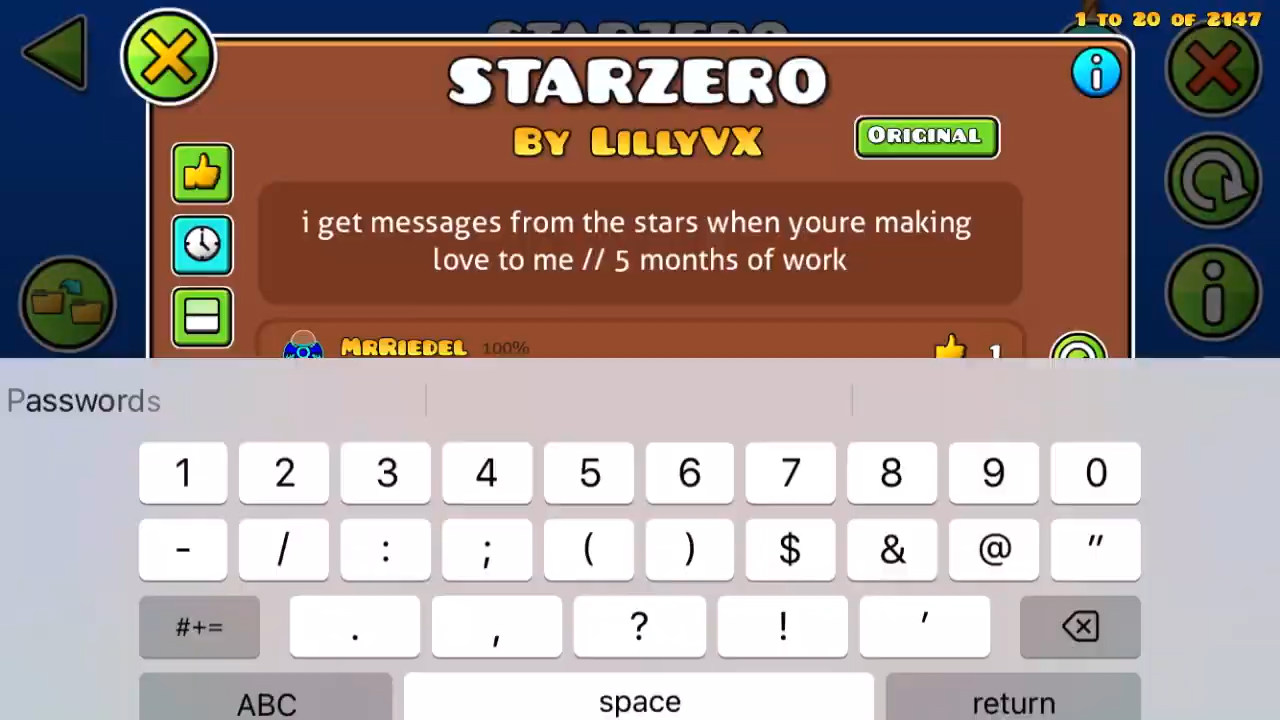 1 TO 20 OF 2147
STARZERO
STARZERO
BY LILLYVX
ORIGINAL
i get messages from the stars when youre making
love to me // 5 months of work
MRRIEDEL 100% 1
Passwords
1 2 3 4 5 6 7 8 9 0
- / : ; ( ) $ & @ "
#+= . , ? ! '
ABC space return